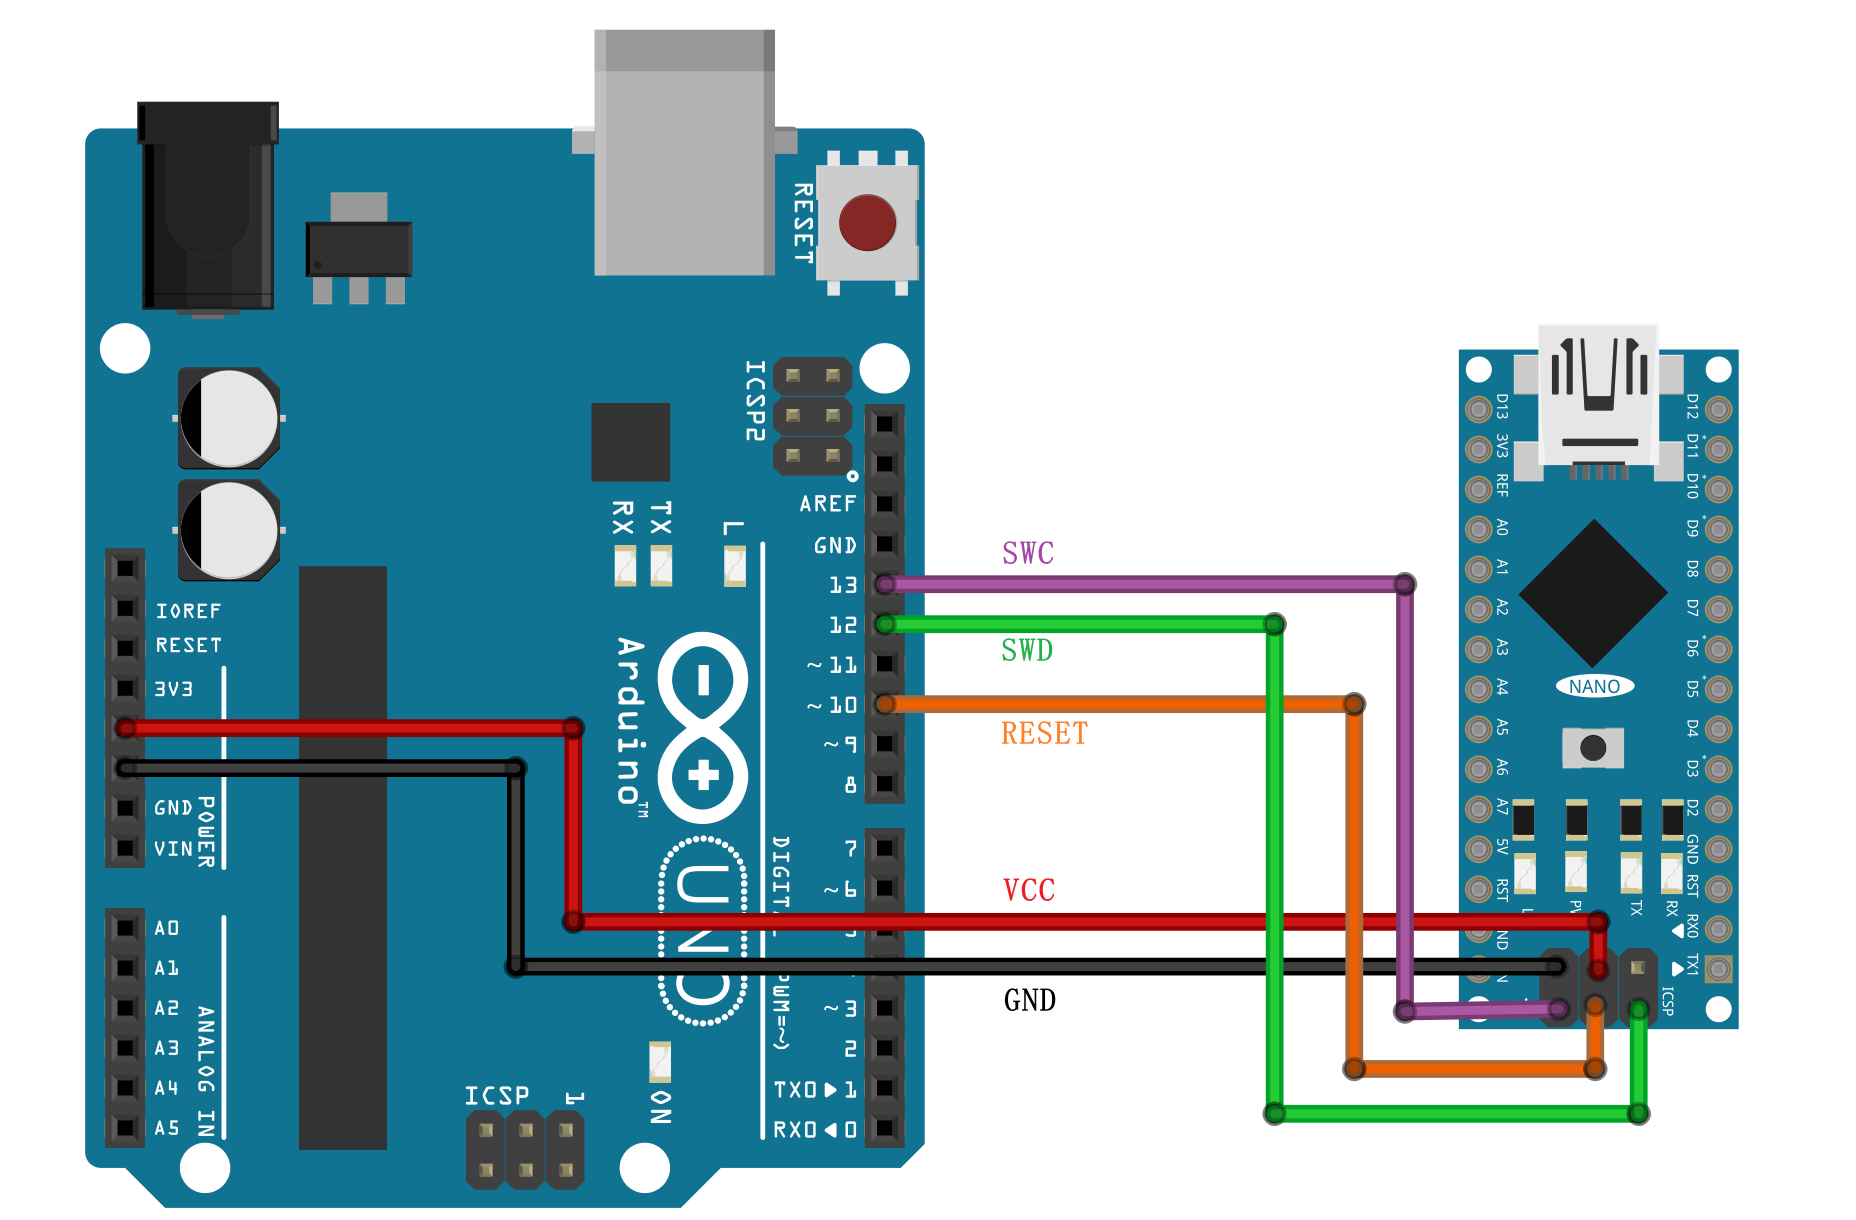 RESET
ICSP2
AREF
GND
13
12
~11
~10
~9
8
RX
TX
L
IOREF
RESET
3V3
GND
VIN
POWER
Arduino™
UNO
7
~6
~3
2
TX0▶1
RX0◀0
A0
A1
A2
A3
A4
A5
ANALOG IN
ICSP
1
ON
SWC
SWD
RESET
VCC
GND
D13
3V3
REF
A0
A1
A2
A3
A4
A5
A6
A7
5V
RST
D12
D11
D10
D9
D8
D7
D6
D5
D4
D3
D2
GND
RST
RX0
TX1
NANO
TX
RX
ICSP